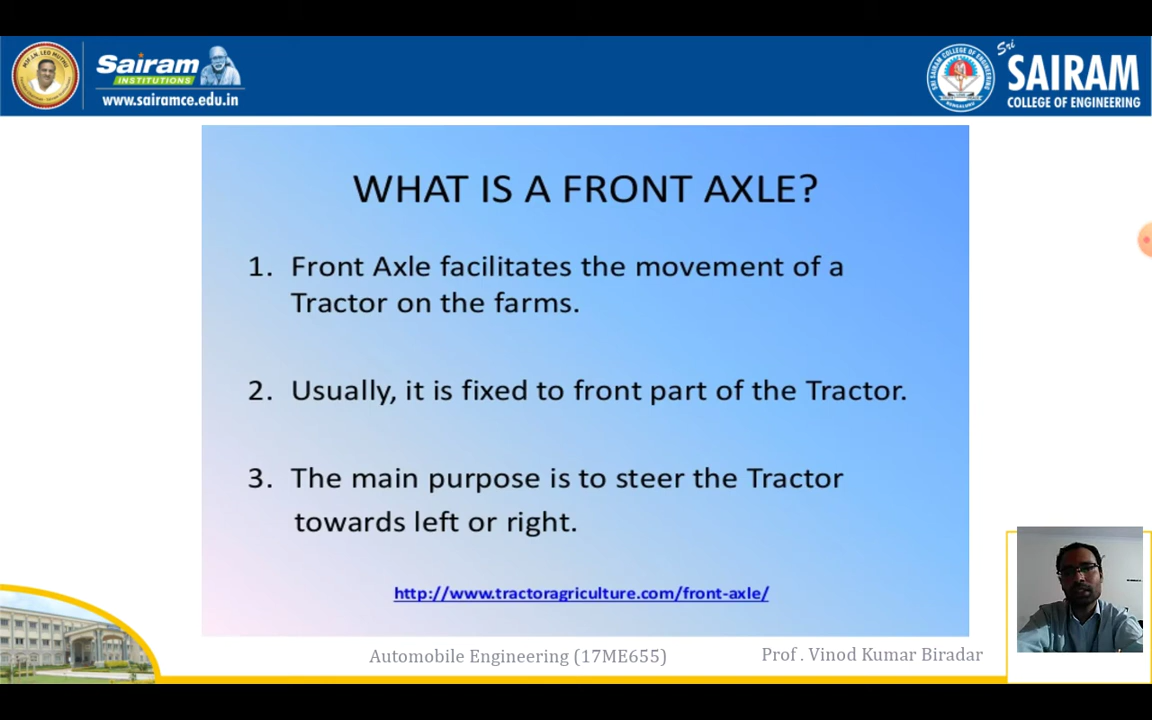 Sairam
INSTITUTIONS
www.sairamce.edu.in
Sri
SAIRAM
COLLEGE OF ENGINEERING
WHAT IS A FRONT AXLE?
1. Front Axle facilitates the movement of a
Tractor on the farms.
2. Usually, it is fixed to front part of the Tractor.
3. The main purpose is to steer the Tractor
towards left or right.
http://www.tractoragriculture.com/front-axle/
Automobile Engineering (17ME655)
Prof . Vinod Kumar Biradar